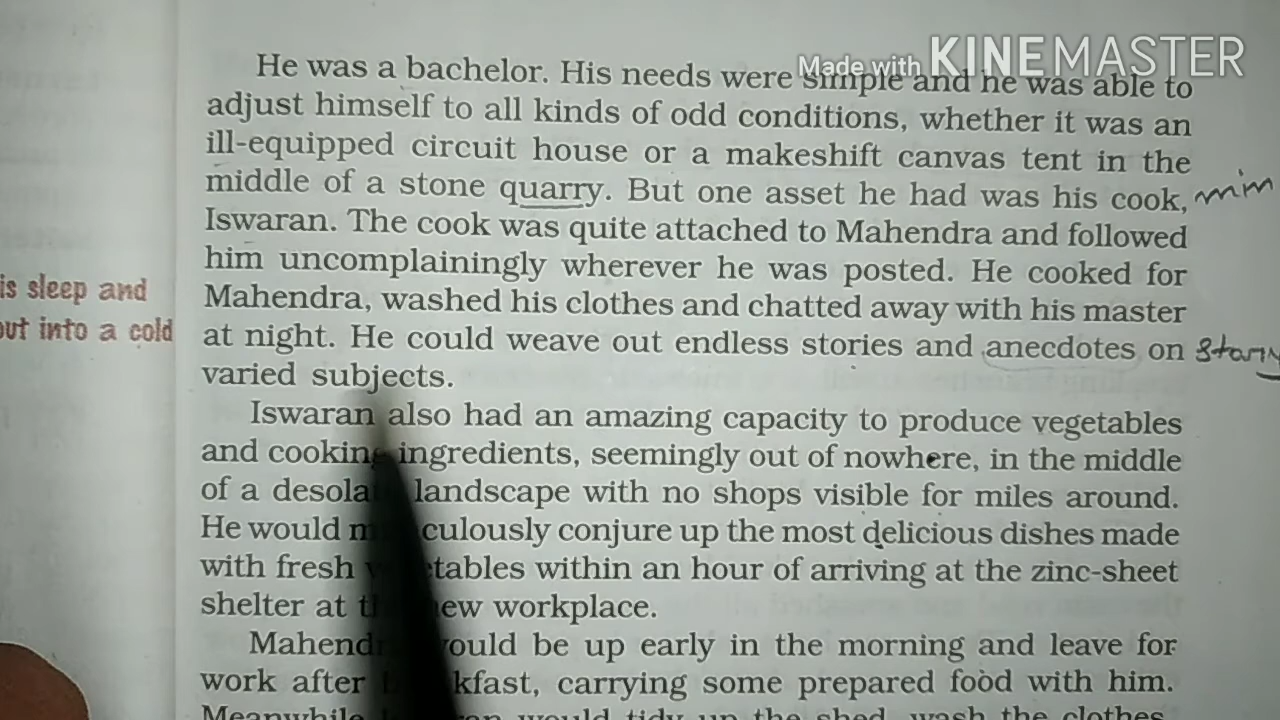 Made with KINEMASTER
He was a bachelor. His needs were simple and he was able to
adjust himself to all kinds of odd conditions, whether it was an
ill-equipped circuit house or a makeshift canvas tent in the
middle of a stone quarry. But one asset he had was his cook, mim
Iswaran. The cook was quite attached to Mahendra and followed
him uncomplainingly wherever he was posted. He cooked for
is sleep and
Mahendra, washed his clothes and chatted away with his master
out into a cold
at night. He could weave out endless stories and anecdotes on story
varied subjects.
Iswaran also had an amazing capacity to produce vegetables
and cooking ingredients, seemingly out of nowhere, in the middle
of a landscape with no shops visible for miles around.
He would conjure up the most delicious dishes made
with fresh within an hour of arriving at the zinc-sheet
shelter at new workplace.
would be up early in the morning and leave for
work after carrying some prepared food with him.
Meanwhile would tidy up the shed, wash the clothes